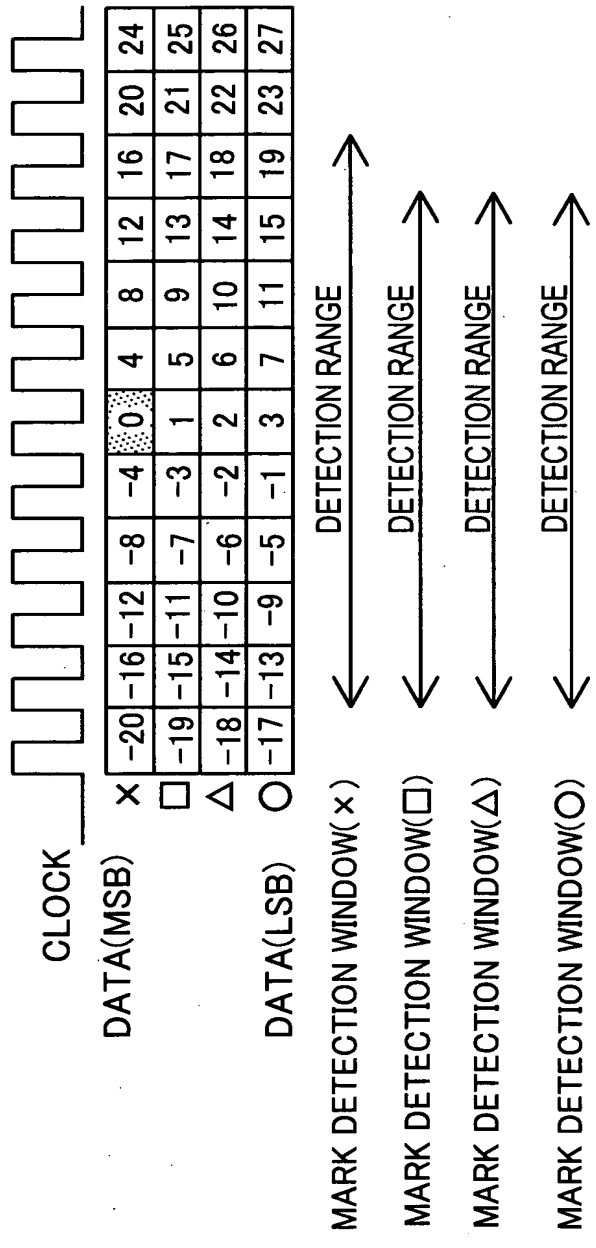 CLOCK
DATA(MSB)
× -20 -16 -12 -8 -4 0 4 8 12 16 20 24
□ -19 -15 -11 -7 -3 1 5 9 13 17 21 25
△ -18 -14 -10 -6 -2 2 6 10 14 18 22 26
○ -17 -13 -9 -5 -1 3 7 11 15 19 23 27
DATA(LSB)
MARK DETECTION WINDOW(×) DETECTION RANGE
MARK DETECTION WINDOW(□) DETECTION RANGE
MARK DETECTION WINDOW(△) DETECTION RANGE
MARK DETECTION WINDOW(○) DETECTION RANGE